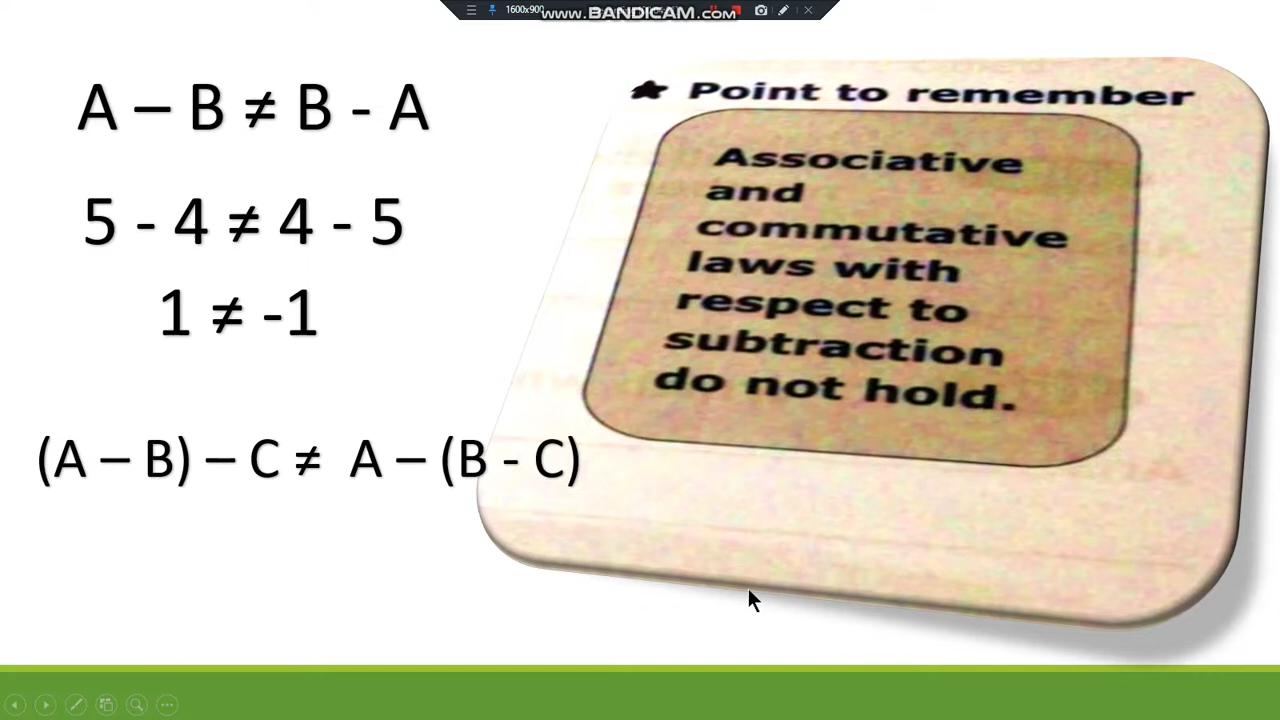 1600x900
www.BANDICAM.com
A – B ≠ B - A
5 - 4 ≠ 4 - 5
1 ≠ -1
(A – B) – C ≠ A – (B - C)
Point to remember
Associative
and
commutative
laws with
respect to
subtraction
do not hold.